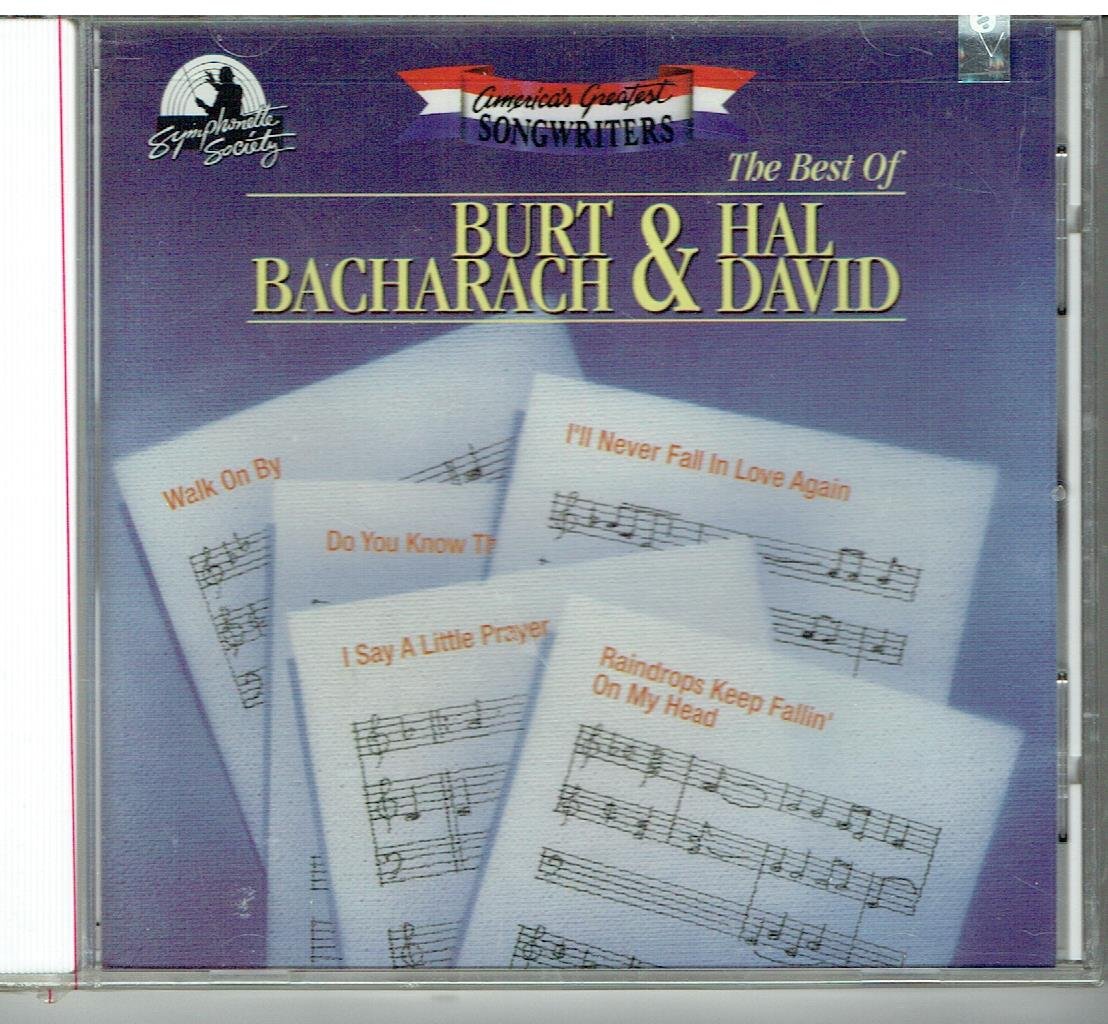 Symphonette
Society
America's Greatest
SONGWRITERS
The Best Of
BURT & HAL
BACHARACH DAVID
I'll Never Fall In Love Again
Walk On By
Do You Know Th
I Say A Little Prayer
Raindrops Keep Fallin'
On My Head